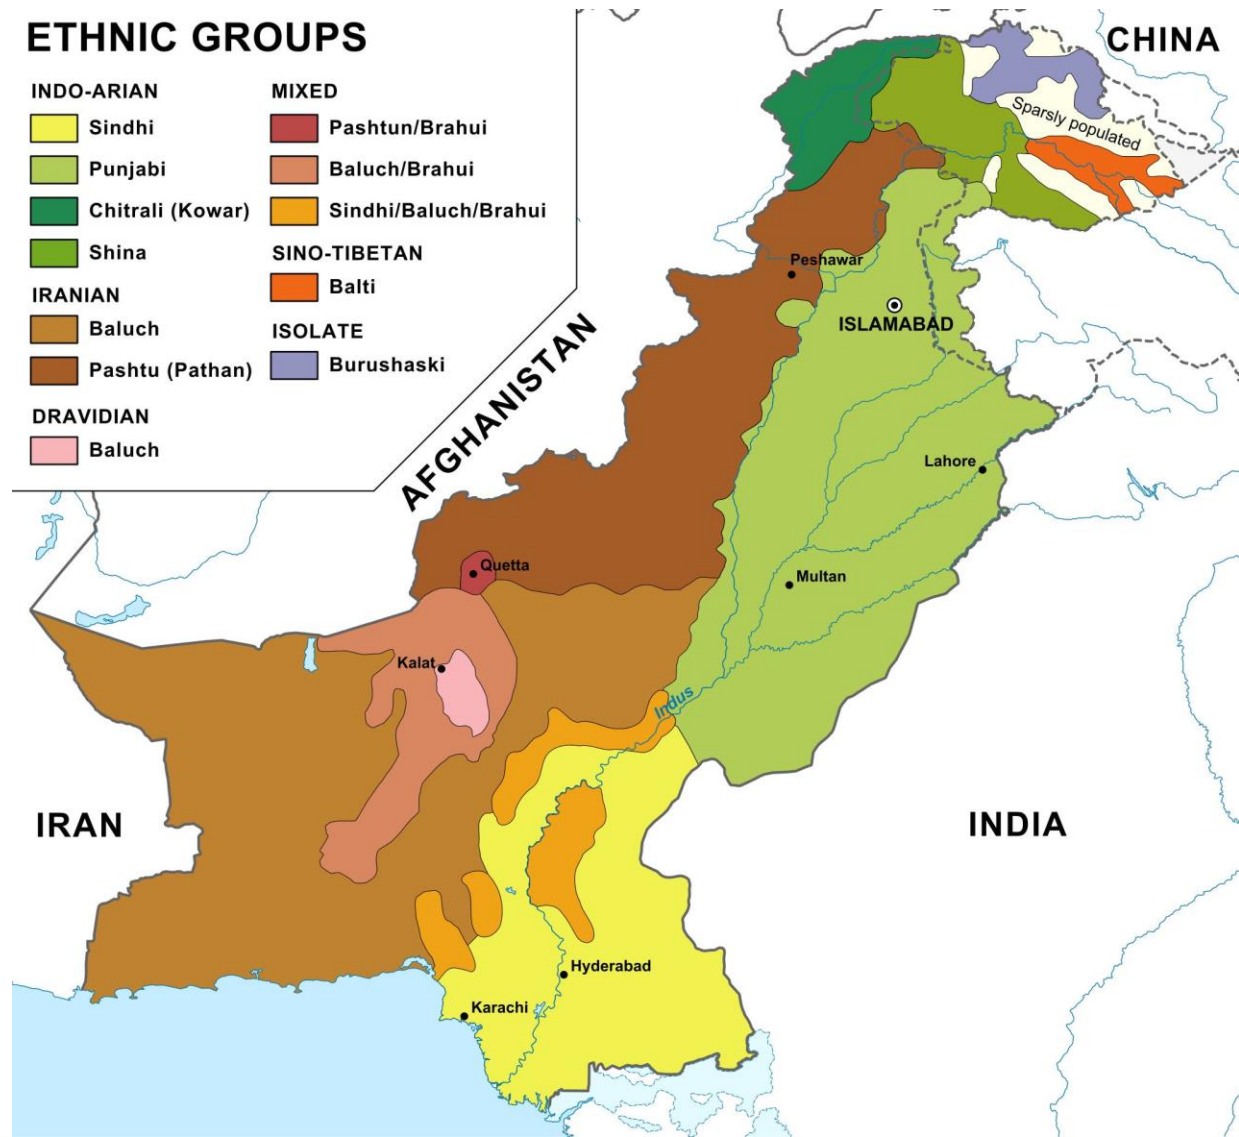 ETHNIC GROUPS
INDO-ARIAN
Sindhi
Punjabi
Chitrali (Kowar)
Shina
IRANIAN
Baluch
Pashtu (Pathan)
DRAVIDIAN
Baluch
MIXED
Pashtun/Brahui
Baluch/Brahui
Sindhi/Baluch/Brahui
SINO-TIBETAN
Balti
ISOLATE
Burushaski
CHINA
Sparsly populated
Peshawar
ISLAMABAD
AFGHANISTAN
Lahore
Quetta
Multan
Kalat
Indus
IRAN
INDIA
Hyderabad
Karachi